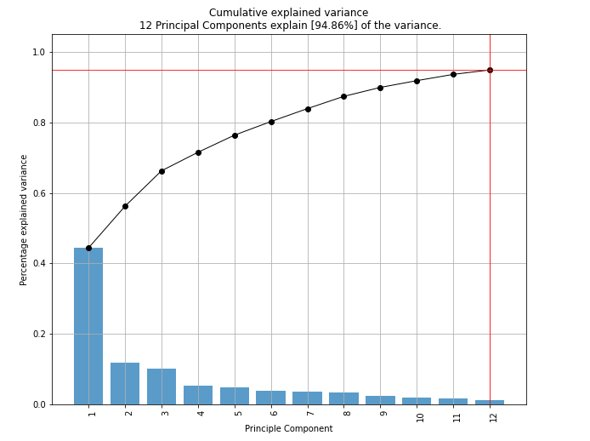 Cumulative explained variance
12 Principal Components explain [94.86%] of the variance.
Percentage explained variance
1.0
0.8
0.6
0.4
0.2
0.0
1 2 3 4 5 6 7 8 9 10 11 12
Principle Component